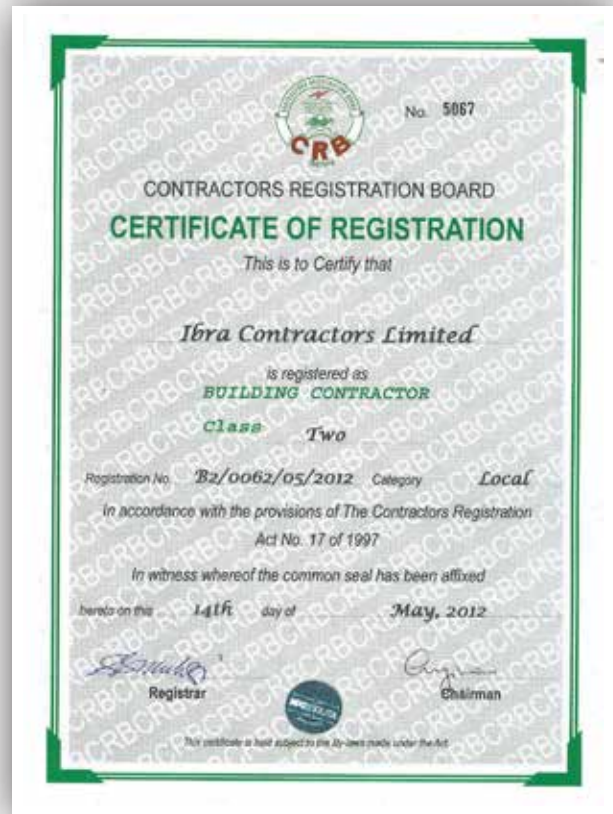 No. 5067
CRB
CONTRACTORS REGISTRATION BOARD
CERTIFICATE OF REGISTRATION
This is to Certify that
Ibra Contractors Limited
is registered as
BUILDING CONTRACTOR
Class Two
Registration No. B2/0062/05/2012 Category Local
In accordance with the provisions of The Contractors Registration
Act No. 17 of 1997
In witness whereof the common seal has been affixed
hereto on this 14th day of May, 2012
Registrar Chairman
This certificate is held subject to the By-laws made under the Act.